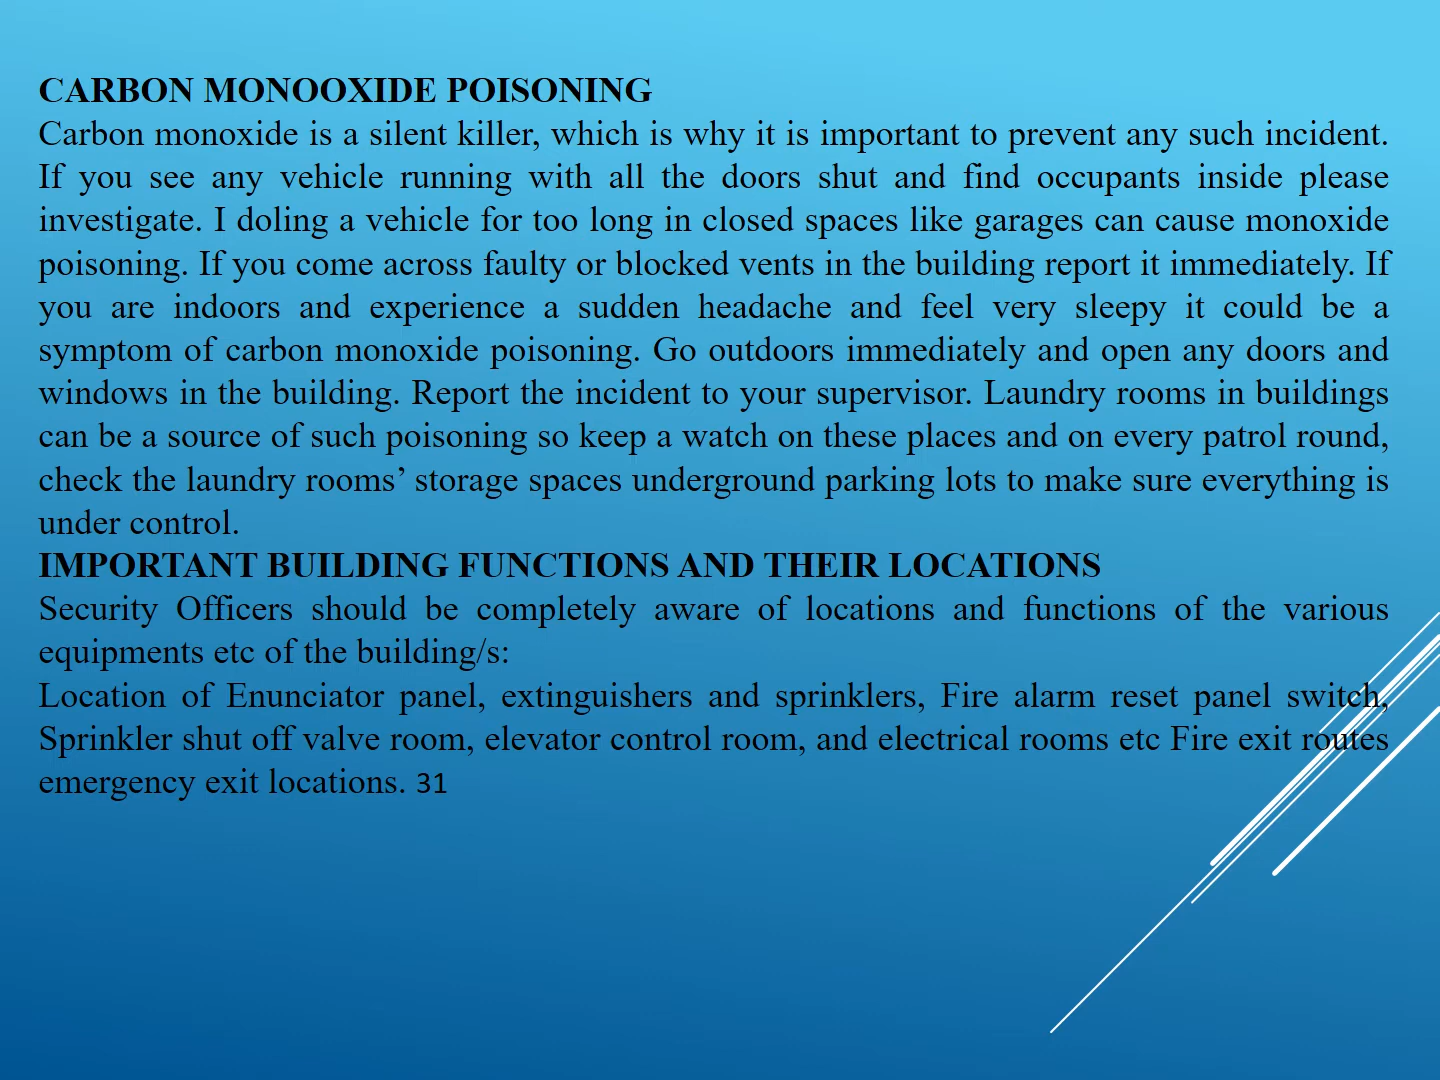 CARBON MONOOXIDE POISONING
Carbon monoxide is a silent killer, which is why it is important to prevent any such incident.
If you see any vehicle running with all the doors shut and find occupants inside please
investigate. I doling a vehicle for too long in closed spaces like garages can cause monoxide
poisoning. If you come across faulty or blocked vents in the building report it immediately. If
you are indoors and experience a sudden headache and feel very sleepy it could be a
symptom of carbon monoxide poisoning. Go outdoors immediately and open any doors and
windows in the building. Report the incident to your supervisor. Laundry rooms in buildings
can be a source of such poisoning so keep a watch on these places and on every patrol round,
check the laundry rooms’ storage spaces underground parking lots to make sure everything is
under control.
IMPORTANT BUILDING FUNCTIONS AND THEIR LOCATIONS
Security Officers should be completely aware of locations and functions of the various
equipments etc of the building/s:
Location of Enunciator panel, extinguishers and sprinklers, Fire alarm reset panel switch,
Sprinkler shut off valve room, elevator control room, and electrical rooms etc Fire exit routes
emergency exit locations. 31